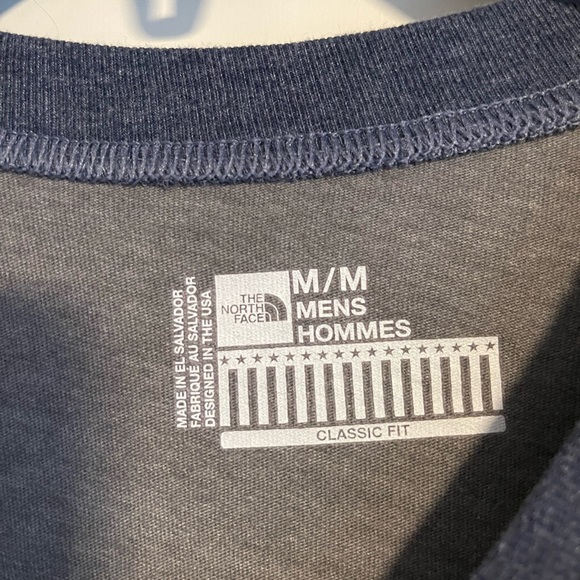 MADE IN EL SALVADOR
FABRIQUÉ AU SALVADOR
DESIGNED IN THE USA
THE
NORTH
FACE
M/M
MENS
HOMMES
CLASSIC FIT